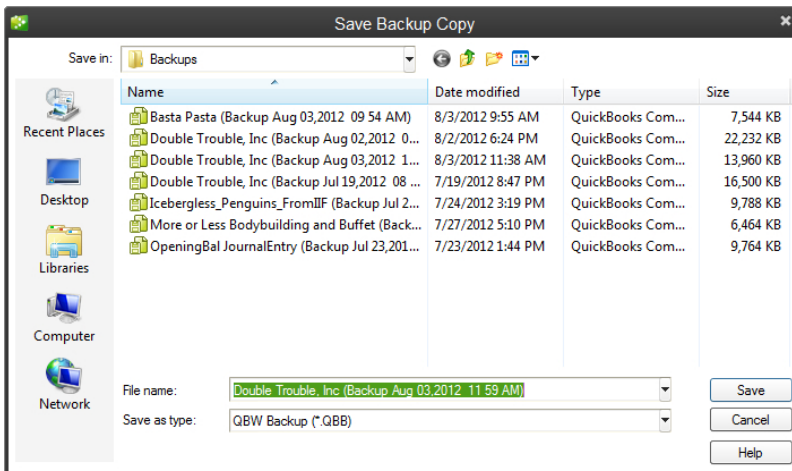 Save Backup Copy
Save in: Backups
Name Date modified Type Size
Basta Pasta (Backup Aug 03,2012 09 54 AM) 8/3/2012 9:55 AM QuickBooks Com... 7,544 KB
Double Trouble, Inc (Backup Aug 02,2012 0... 8/2/2012 6:24 PM QuickBooks Com... 22,232 KB
Double Trouble, Inc (Backup Aug 03,2012 1... 8/3/2012 11:38 AM QuickBooks Com... 13,960 KB
Double Trouble, Inc (Backup Jul 19,2012 08 ... 7/19/2012 8:47 PM QuickBooks Com... 16,500 KB
Icebergless_Penguins_FromIIF (Backup Jul 2... 7/24/2012 3:19 PM QuickBooks Com... 9,788 KB
More or Less Bodybuilding and Buffet (Back... 7/27/2012 5:10 PM QuickBooks Com... 6,464 KB
OpeningBal JournalEntry (Backup Jul 23,201... 7/23/2012 1:44 PM QuickBooks Com... 9,764 KB
Recent Places
Desktop
Libraries
Computer
Network
File name: Double Trouble, Inc (Backup Aug 03,2012 11 59 AM) Save
Save as type: QBW Backup (*.QBB) Cancel
Help